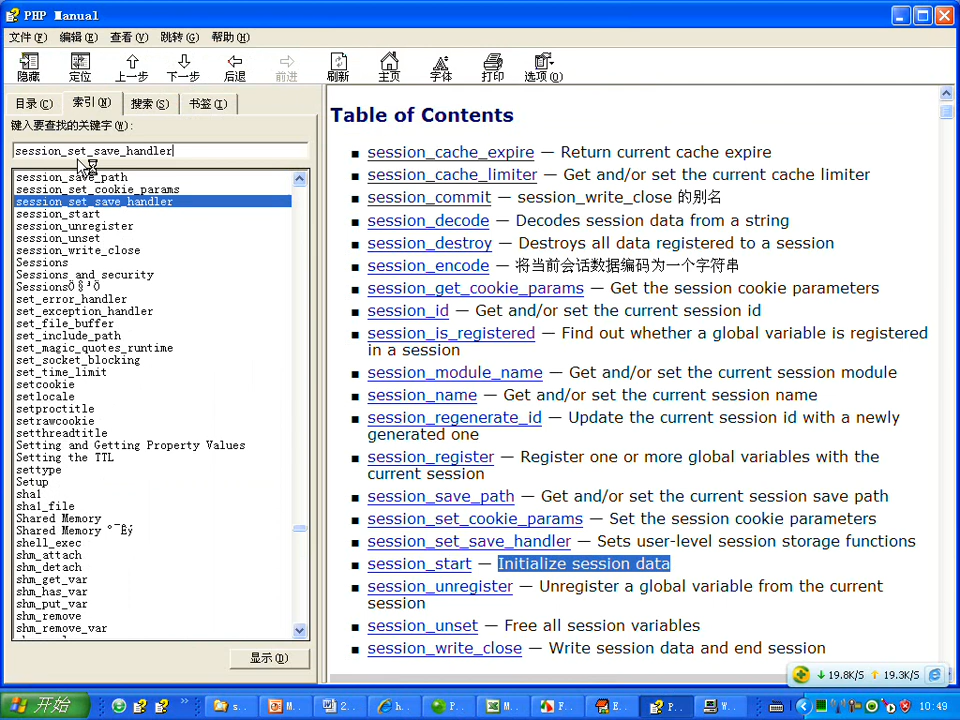 PHP Manual
文件(F) 编辑(E) 查看(V) 跳转(G) 帮助(H)
隐藏 定位 上一步 下一步 后退 前进 刷新 主页 字体 打印 选项(O)
目录(C) 索引(N) 搜索(S) 书签(I)
键入要查找的关键字(W):
session_set_save_handler
session_save_path
session_set_cookie_params
session_set_save_handler
session_start
session_unregister
session_unset
session_write_close
Sessions
Sessions and security
SessionsÖ§³Ö
set_error_handler
set_exception_handler
set_file_buffer
set_include_path
set_magic_quotes_runtime
set_socket_blocking
set_time_limit
setcookie
setlocale
setproctitle
setrawcookie
setthreadtitle
Setting and Getting Property Values
Setting the TTL
settype
Setup
sha1
sha1_file
Shared Memory
Shared Memory º¯Êý
shell_exec
shm_attach
shm_detach
shm_get_var
shm_has_var
shm_put_var
shm_remove
shm_remove_var
显示(D)
Table of Contents
session_cache_expire — Return current cache expire
session_cache_limiter — Get and/or set the current cache limiter
session_commit — session_write_close 的别名
session_decode — Decodes session data from a string
session_destroy — Destroys all data registered to a session
session_encode — 将当前会话数据编码为一个字符串
session_get_cookie_params — Get the session cookie parameters
session_id — Get and/or set the current session id
session_is_registered — Find out whether a global variable is registered
in a session
session_module_name — Get and/or set the current session module
session_name — Get and/or set the current session name
session_regenerate_id — Update the current session id with a newly
generated one
session_register — Register one or more global variables with the
current session
session_save_path — Get and/or set the current session save path
session_set_cookie_params — Set the session cookie parameters
session_set_save_handler — Sets user-level session storage functions
session_start — Initialize session data
session_unregister — Unregister a global variable from the current
session
session_unset — Free all session variables
session_write_close — Write session data and end session
19.8K/S 19.3K/S
开始 s... M... 2... h... P... M... F... E... P... W... 10:49